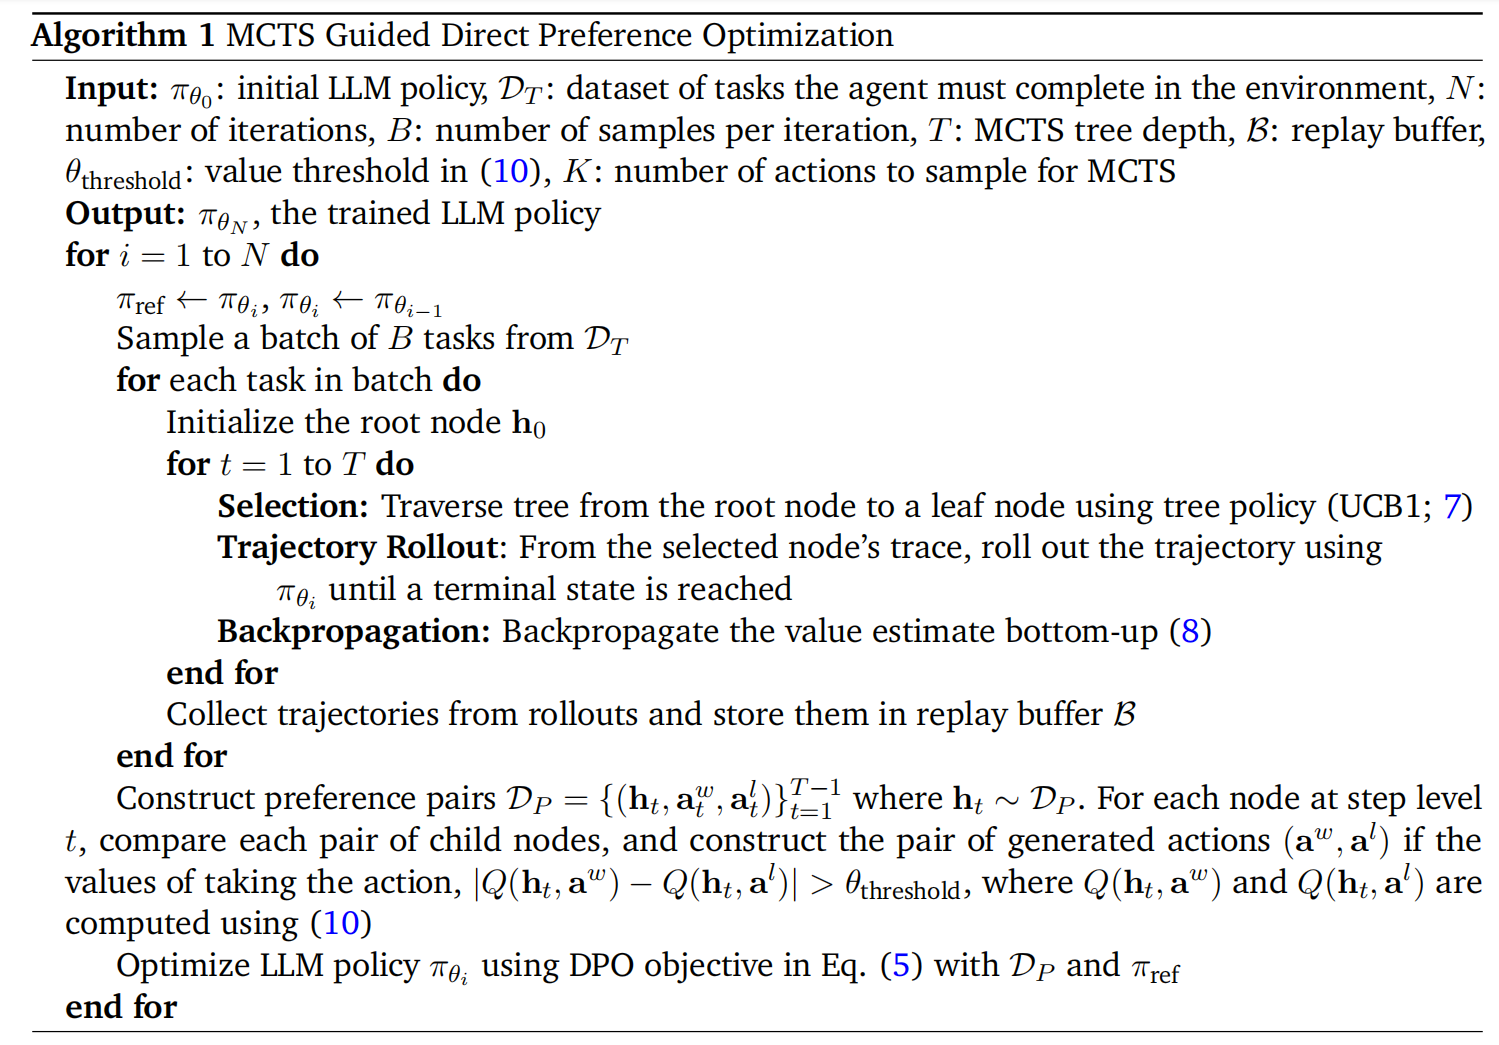 Algorithm 1 MCTS Guided Direct Preference Optimization
Input: $\pi_{\theta_0}$: initial LLM policy, $\mathcal{D}_T$: dataset of tasks the agent must complete in the environment, $N$:
number of iterations, $B$: number of samples per iteration, $T$: MCTS tree depth, $\mathcal{B}$: replay buffer,
$\theta_{\text{threshold}}$: value threshold in (10), $K$: number of actions to sample for MCTS
Output: $\pi_{\theta_N}$, the trained LLM policy
for $i = 1$ to $N$ do
$\pi_{\text{ref}} \leftarrow \pi_{\theta_i}$, $\pi_{\theta_i} \leftarrow \pi_{\theta_{i-1}}$
Sample a batch of $B$ tasks from $\mathcal{D}_T$
for each task in batch do
Initialize the root node $\mathbf{h}_0$
for $t = 1$ to $T$ do
Selection: Traverse tree from the root node to a leaf node using tree policy (UCB1; 7)
Trajectory Rollout: From the selected node's trace, roll out the trajectory using
$\pi_{\theta_i}$ until a terminal state is reached
Backpropagation: Backpropagate the value estimate bottom-up (8)
end for
Collect trajectories from rollouts and store them in replay buffer $\mathcal{B}$
end for
Construct preference pairs $\mathcal{D}_P = \{(\mathbf{h}_t, \mathbf{a}_t^w, \mathbf{a}_t^l)\}_{t=1}^{T-1}$ where $\mathbf{h}_t \sim \mathcal{D}_P$. For each node at step level
$t$, compare each pair of child nodes, and construct the pair of generated actions $(\mathbf{a}^w, \mathbf{a}^l)$ if the
values of taking the action, $|Q(\mathbf{h}_t, \mathbf{a}^w) - Q(\mathbf{h}_t, \mathbf{a}^l)| > \theta_{\text{threshold}}$, where $Q(\mathbf{h}_t, \mathbf{a}^w)$ and $Q(\mathbf{h}_t, \mathbf{a}^l)$ are
computed using (10)
Optimize LLM policy $\pi_{\theta_i}$ using DPO objective in Eq. (5) with $\mathcal{D}_P$ and $\pi_{\text{ref}}$
end for